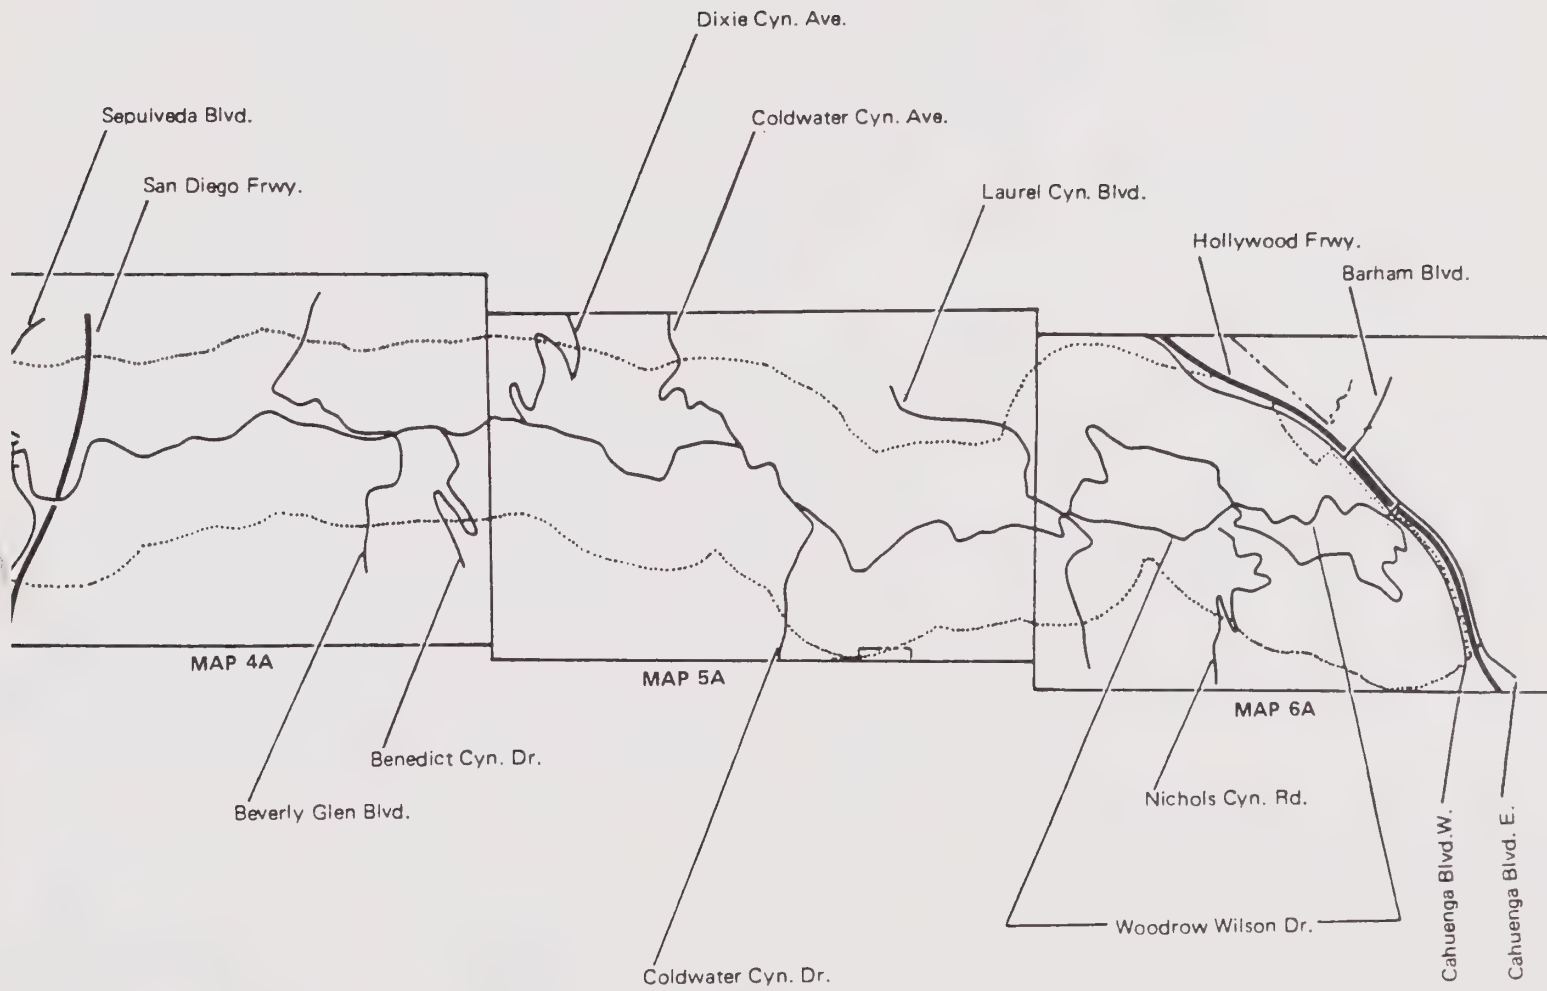 Dixie Cyn. Ave.
Sepulveda Blvd.
Coldwater Cyn. Ave.
San Diego Frwy.
Laurel Cyn. Blvd.
Hollywood Frwy.
Barham Blvd.
MAP 4A
MAP 5A
MAP 6A
Benedict Cyn. Dr.
Beverly Glen Blvd.
Nichols Cyn. Rd.
Woodrow Wilson Dr.
Coldwater Cyn. Dr.
Cahuenga Blvd.W.
Cahuenga Blvd. E.